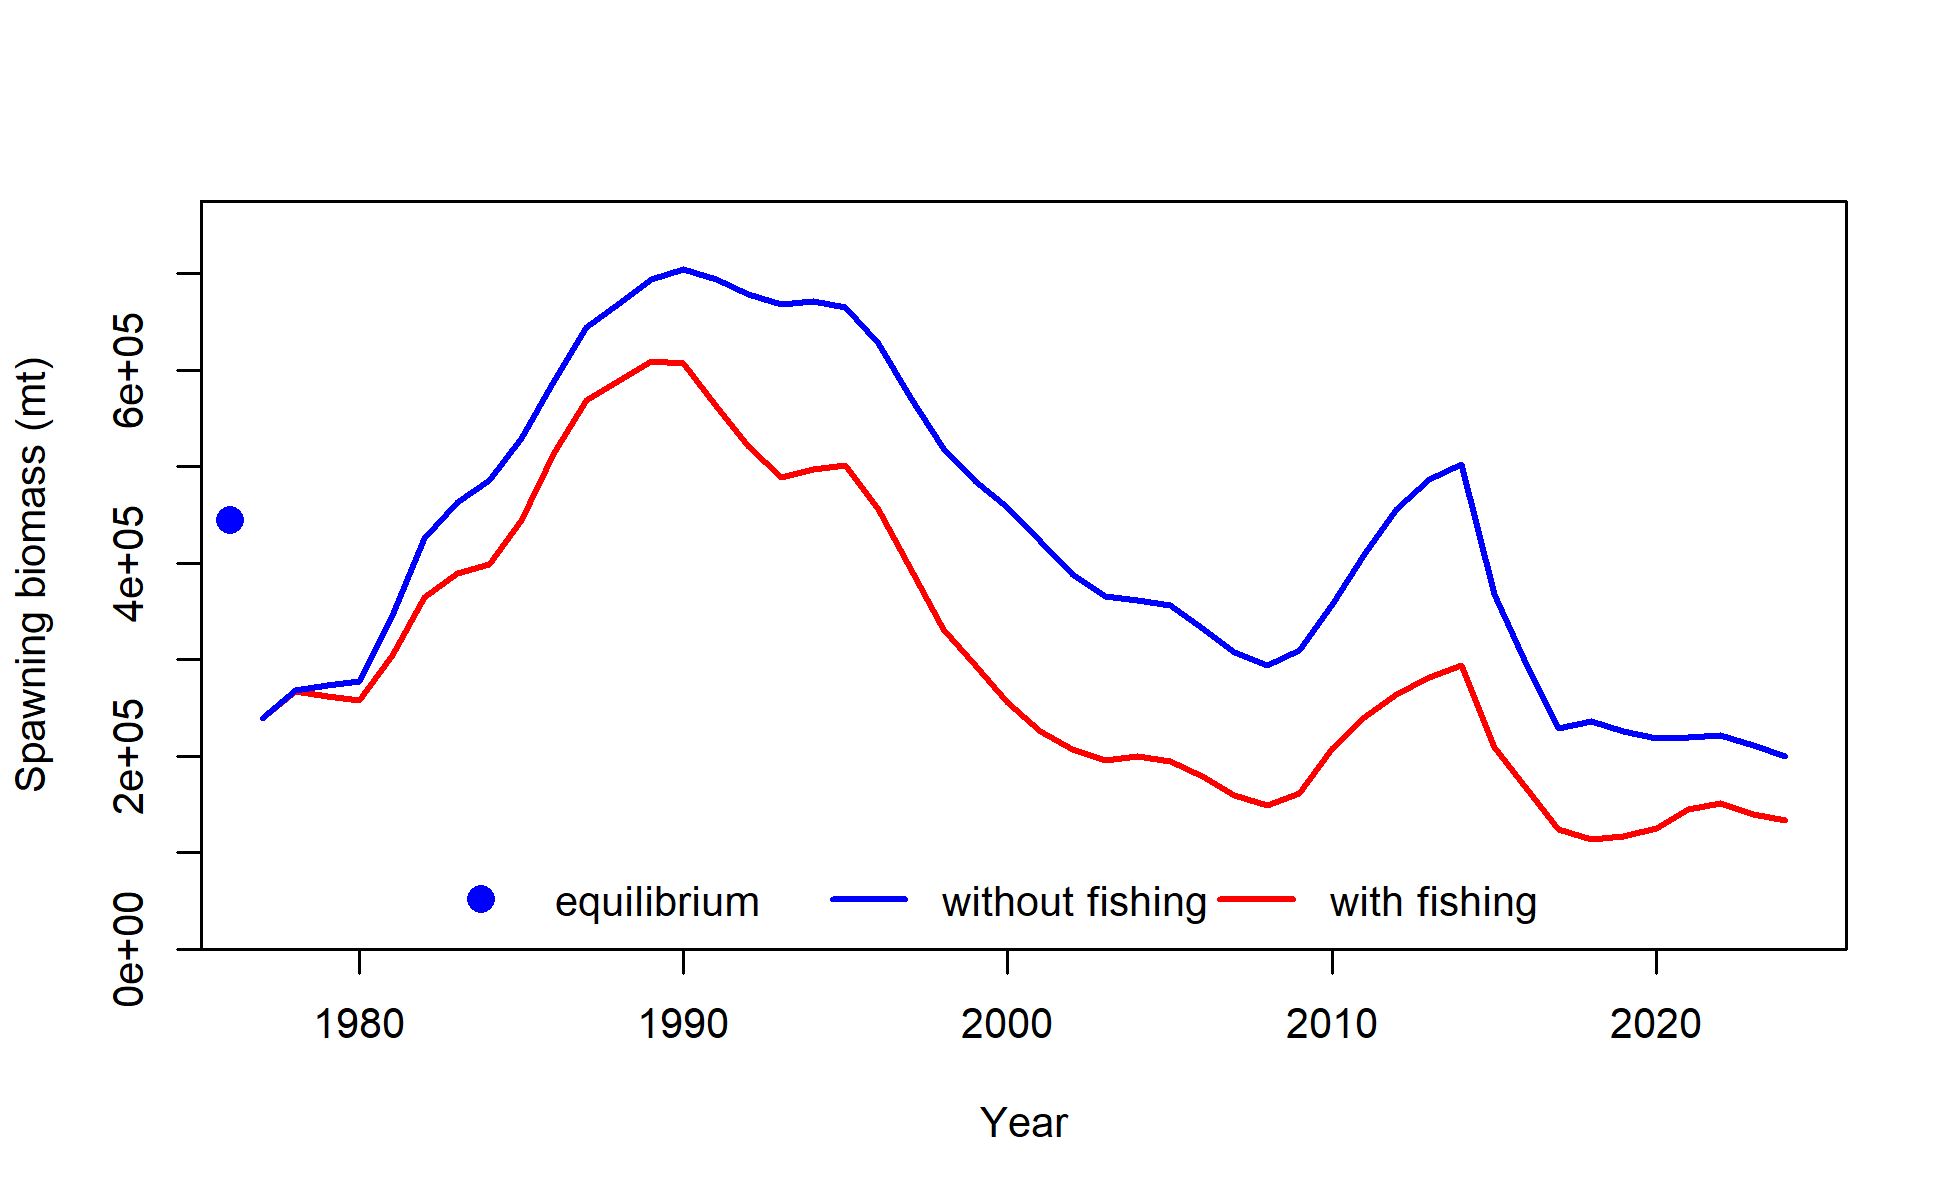 Spawning biomass (mt)
6e+05
4e+05
2e+05
0e+00
equilibrium without fishing with fishing
1980 1990 2000 2010 2020
Year